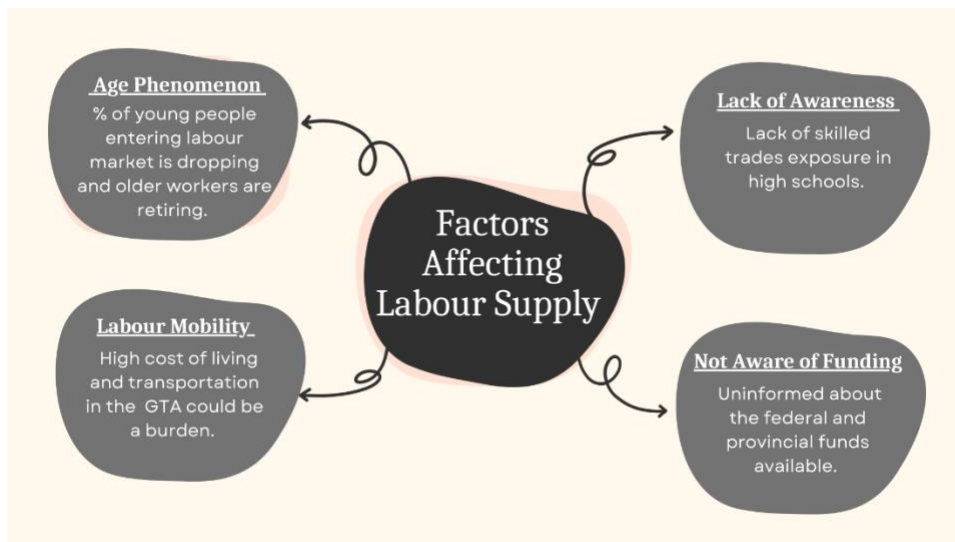 Age Phenomenon
% of young people
entering labour
market is dropping
and older workers are
retiring.
Lack of Awareness
Lack of skilled
trades exposure in
high schools.
Factors
Affecting
Labour Supply
Labour Mobility
High cost of living
and transportation
in the GTA could be
a burden.
Not Aware of Funding
Uninformed about
the federal and
provincial funds
available.